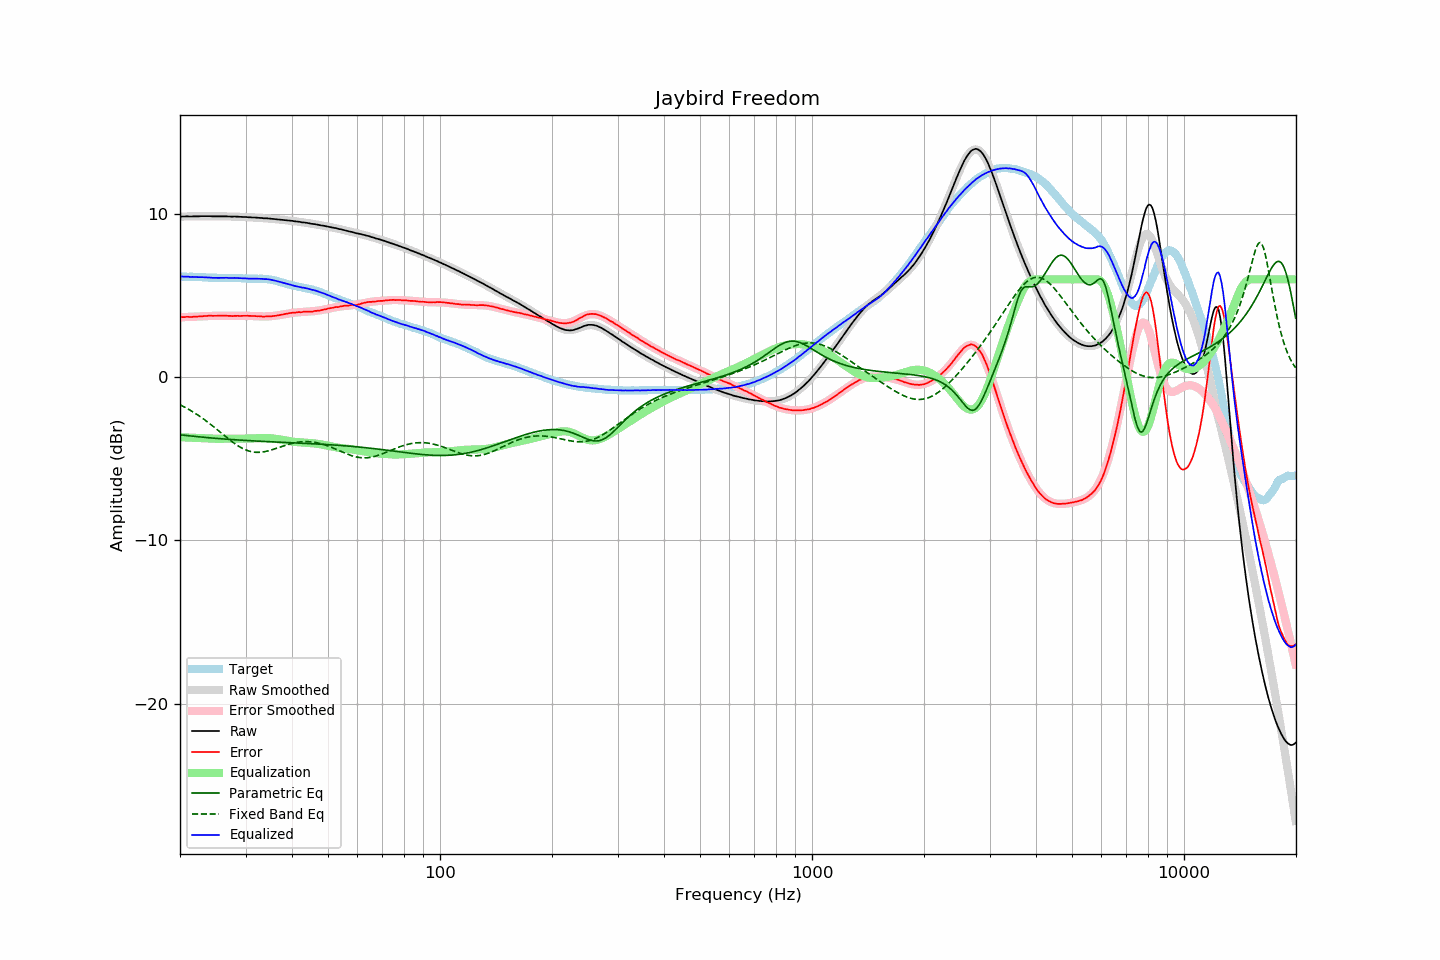 Jaybird Freedom
10
0
−10
−20
Amplitude (dBr)
Target
Raw Smoothed
Error Smoothed
Raw
Error
Equalization
Parametric Eq
Fixed Band Eq
Equalized
100
1000
10000
Frequency (Hz)